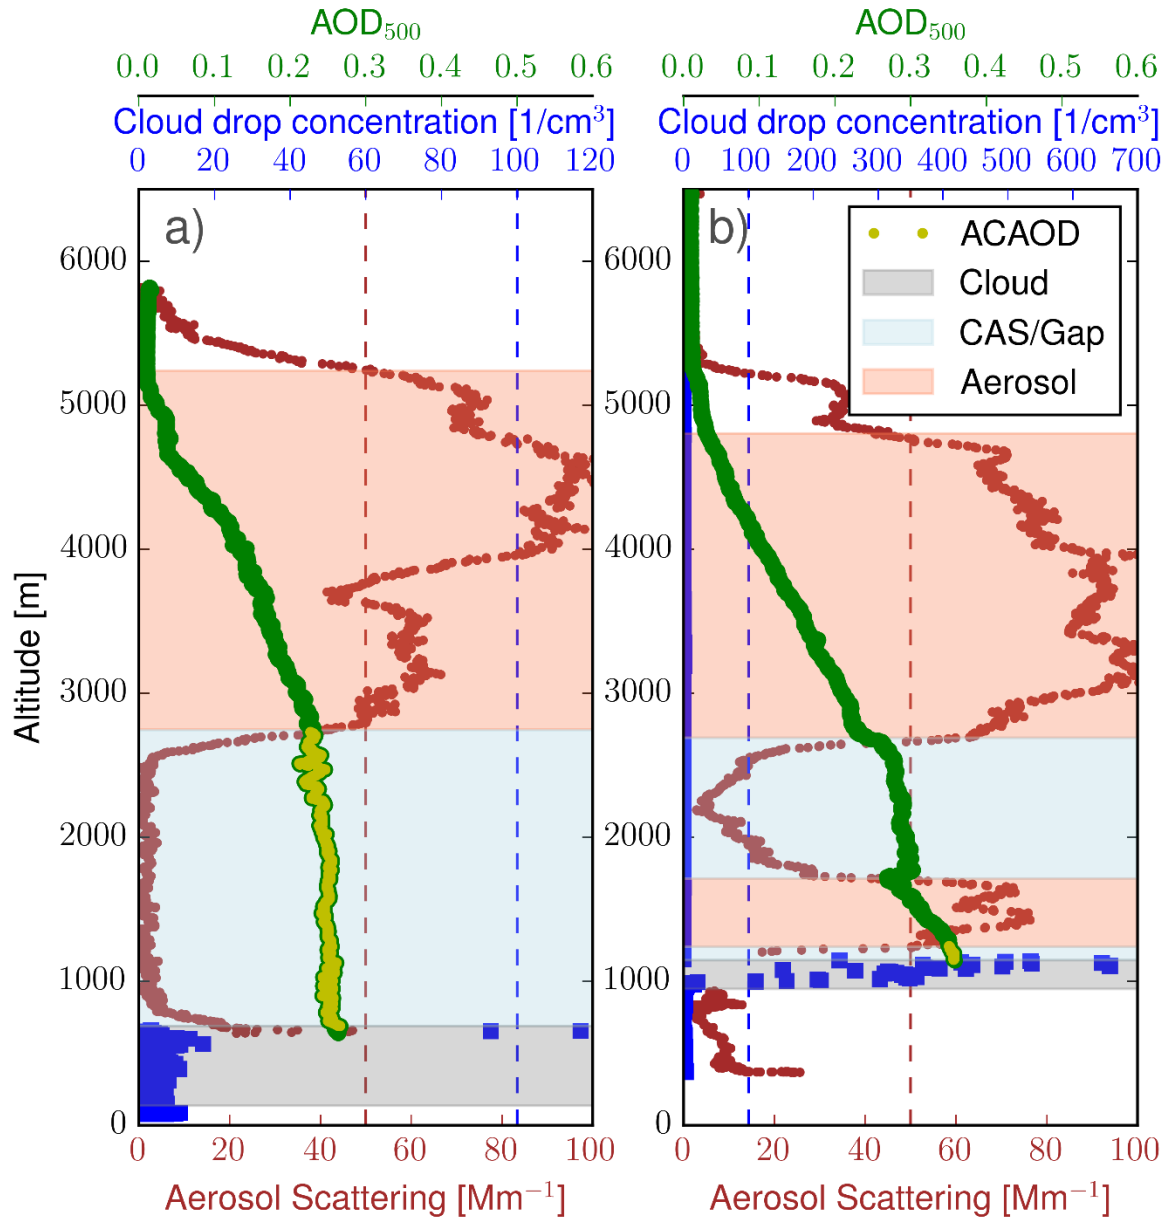 AOD500 AOD500
0.0 0.1 0.2 0.3 0.4 0.5 0.6 0.0 0.1 0.2 0.3 0.4 0.5 0.6
Cloud drop concentration [1/cm³] Cloud drop concentration [1/cm³]
0 20 40 60 80 100 120 0 100 200 300 400 500 600 700
a) b)
ACAOD
Cloud
CAS/Gap
Aerosol
Altitude [m]
6000 6000
5000 5000
4000 4000
3000 3000
2000 2000
1000 1000
0 0
0 20 40 60 80 100 0 20 40 60 80 100
Aerosol Scattering [Mm⁻¹] Aerosol Scattering [Mm⁻¹]